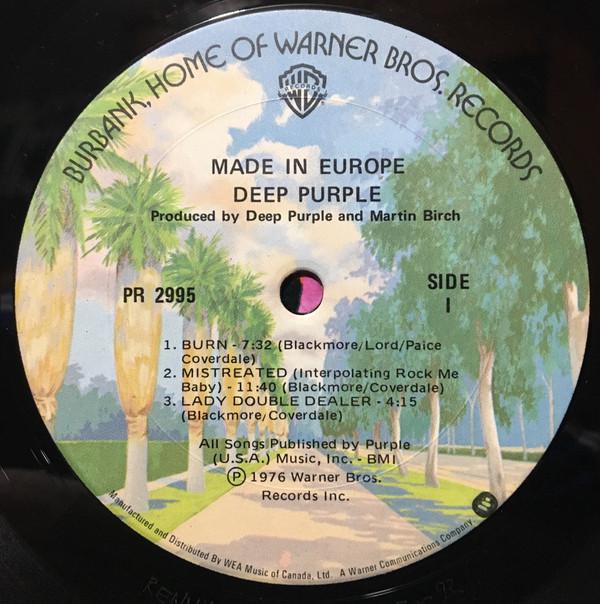 BURBANK, HOME OF WARNER BROS. RECORDS
RECORDS
MADE IN EUROPE
DEEP PURPLE
Produced by Deep Purple and Martin Birch
PR 2995
SIDE
I
1. BURN - 7:32 (Blackmore/Lord/Paice
Coverdale)
2. MISTREATED (Interpolating Rock Me
Baby) - 11:40 (Blackmore/Coverdale)
3. LADY DOUBLE DEALER - 4:15
(Blackmore/Coverdale)
All Songs Published by Purple
(U.S.A.) Music, Inc. - BMI
Ⓟ 1976 Warner Bros.
Records Inc.
Manufactured and Distributed By WEA Music of Canada, Ltd. A Warner Communications Company.